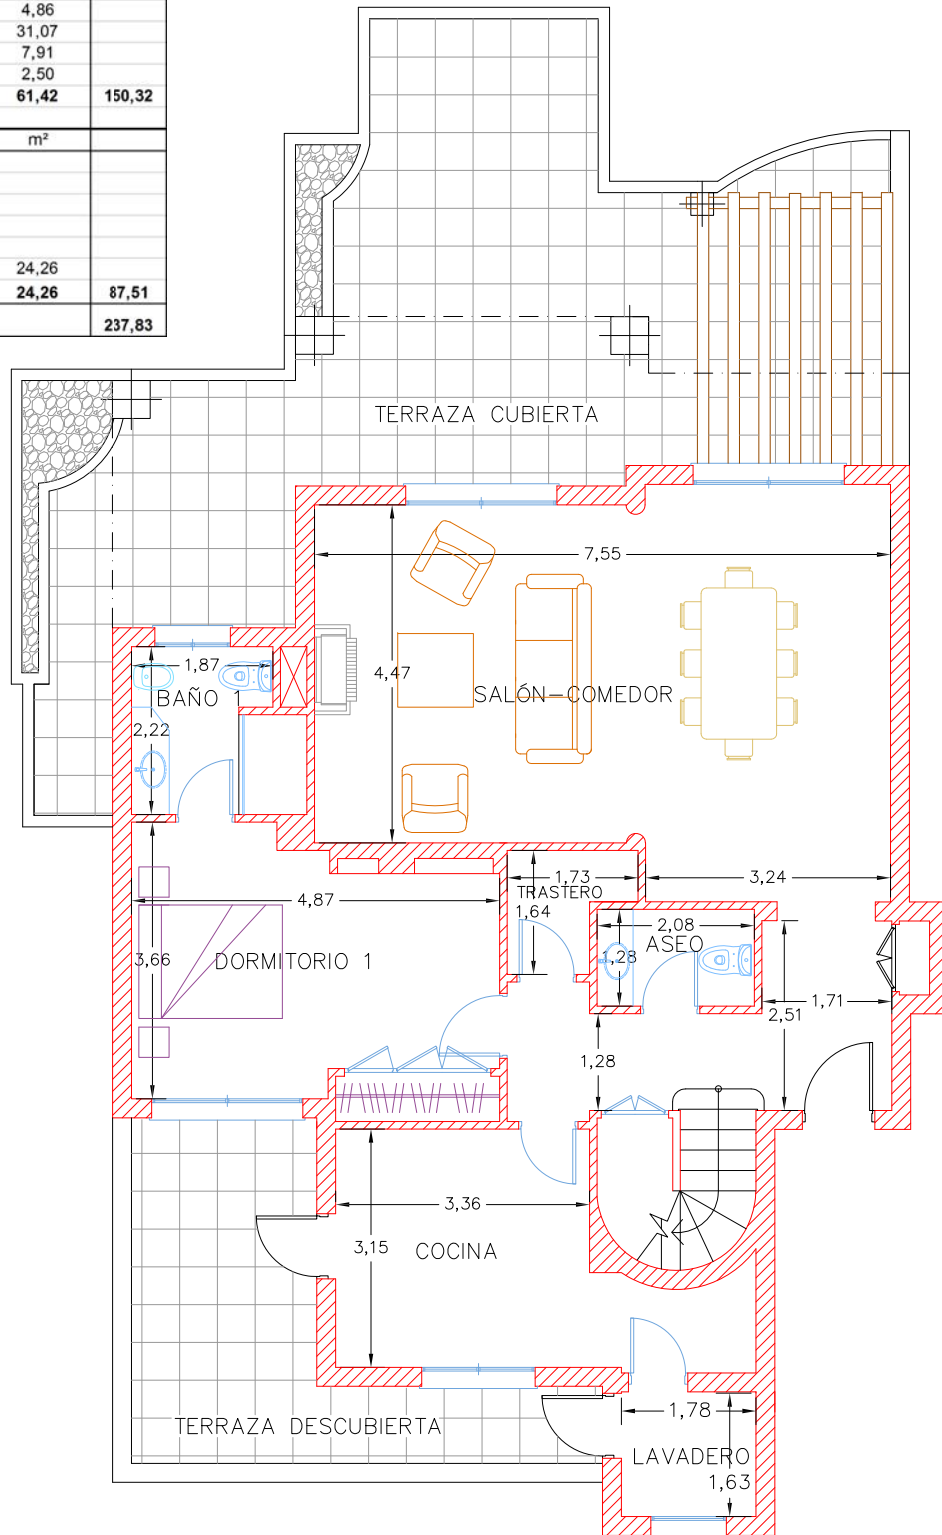 4,86
31,07
7,91
2,50
61,42 150,32
m²
24,26
24,26 87,51
237,83
TERRAZA CUBIERTA
7,55
4,47
SALÓN-COMEDOR
1,87
BAÑO 1
2,22
1,73
TRASTERO
1,64
3,24
4,87
2,08
ASEO
1,28
3,66
DORMITORIO 1
1,71
2,51
1,28
3,36
3,15
COCINA
1,78
TERRAZA DESCUBIERTA
LAVADERO
1,63